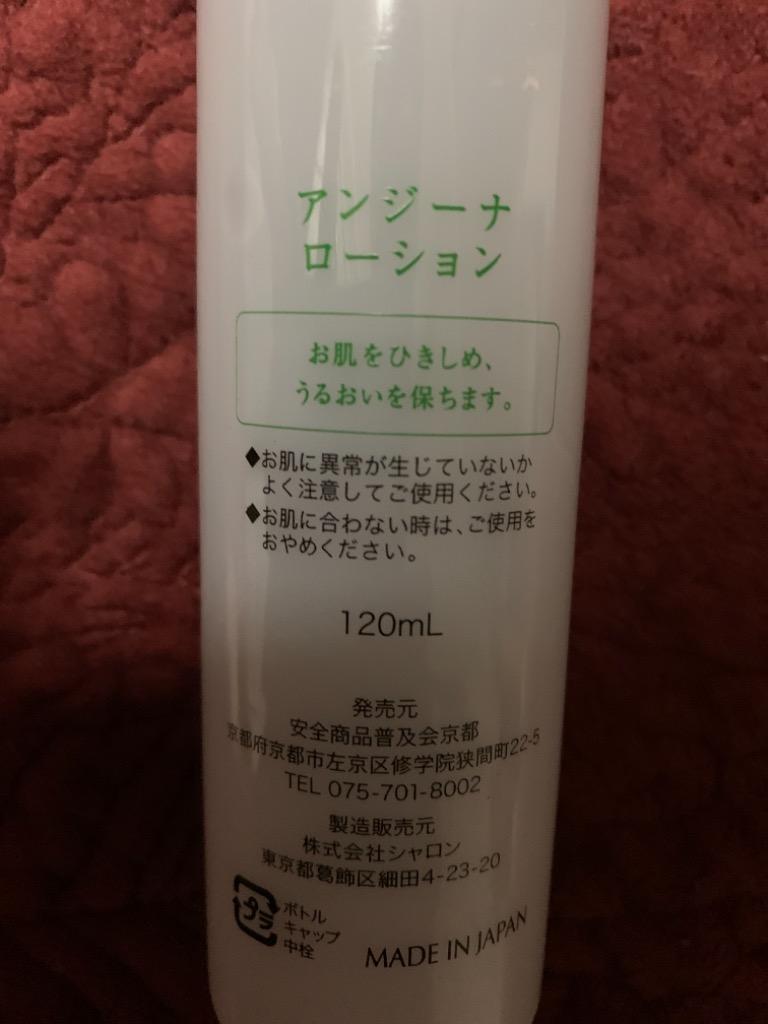 アンジーナ
ローション
お肌をひきしめ、
うるおいを保ちます。
◆お肌に異常が生じていないか
よく注意してご使用ください。
◆お肌に合わない時は、ご使用を
おやめください。
120mL
発売元
安全商品普及会京都
京都府京都市左京区修学院狭間町22-5
TEL 075-701-8002
製造販売元
株式会社シャロン
東京都葛飾区細田4-23-20
プラ
ボトル
キャップ
中栓
MADE IN JAPAN